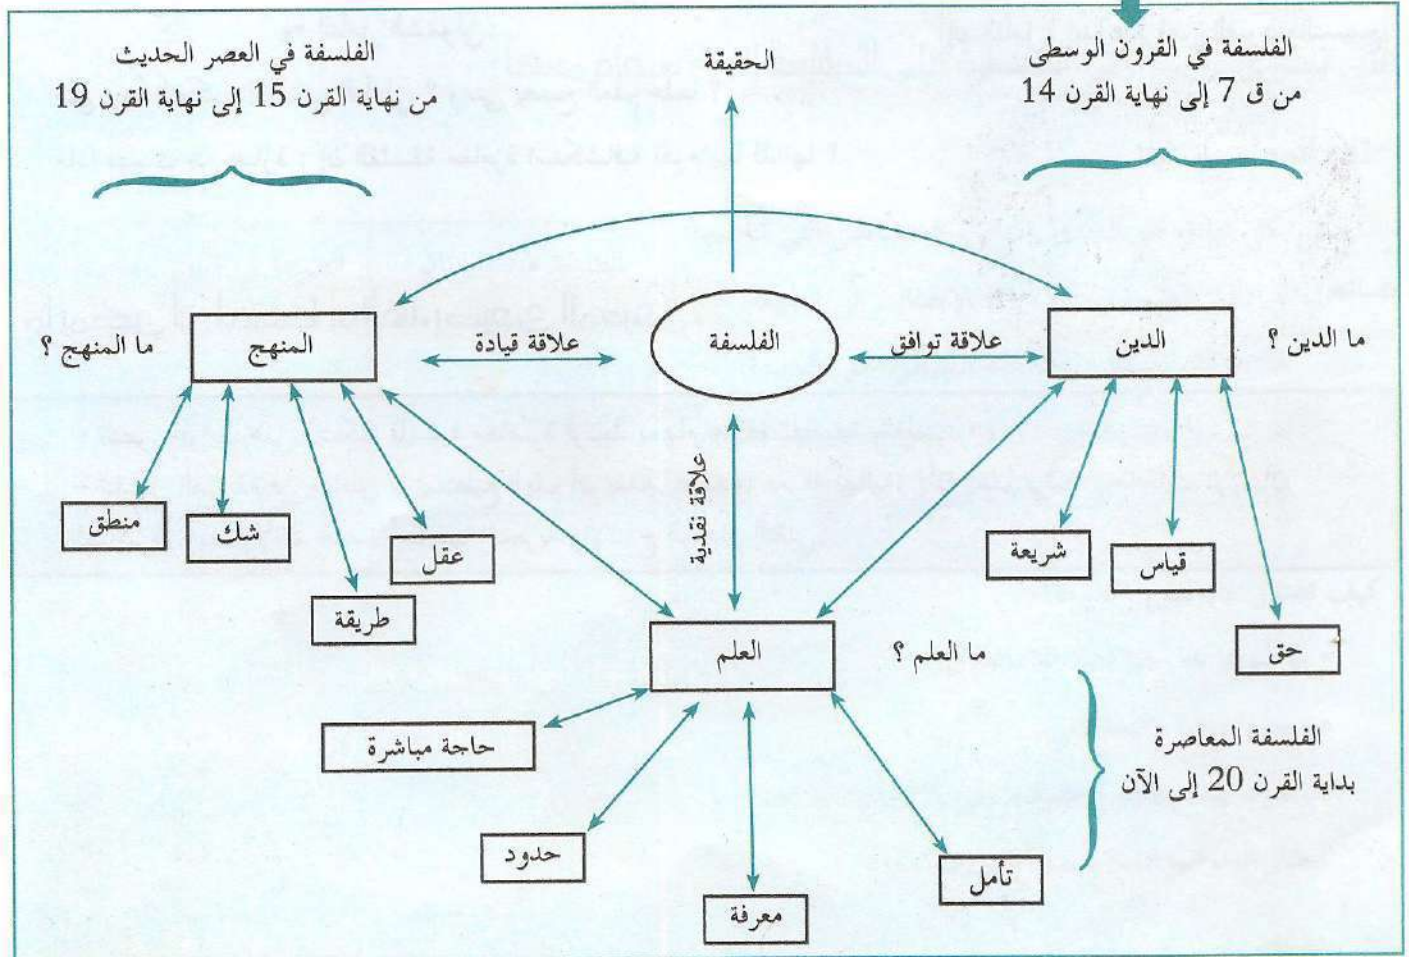 الفلسفة في القرون الوسطى
من ق 7 إلى نهاية القرن 14
الحقيقة
الفلسفة في العصر الحديث
من نهاية القرن 15 إلى نهاية القرن 19
ما الدين ؟
الدين
علاقة توافق
الفلسفة
علاقة قيادة
المنهج
ما المنهج ؟
علاقة نقدية
شريعة
قياس
حق
عقل
طريقة
شك
منطق
ما العلم ؟
العلم
الفلسفة المعاصرة
بداية القرن 20 إلى الآن
حاجة مباشرة
حدود
معرفة
تأمل